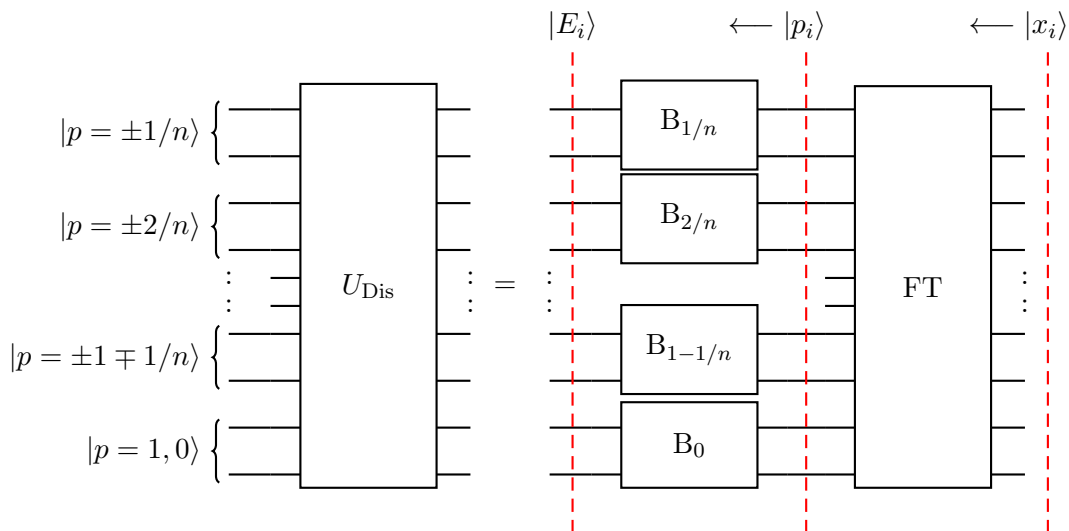 |E_i⟩ ⟵ |p_i⟩ ⟵ |x_i⟩
|p = ±1/n⟩ { B_{1/n}
|p = ±2/n⟩ { B_{2/n}
⋮ U_Dis ⋮ = ⋮ FT ⋮
|p = ±1 ∓ 1/n⟩ { B_{1−1/n}
|p = 1, 0⟩ { B_0